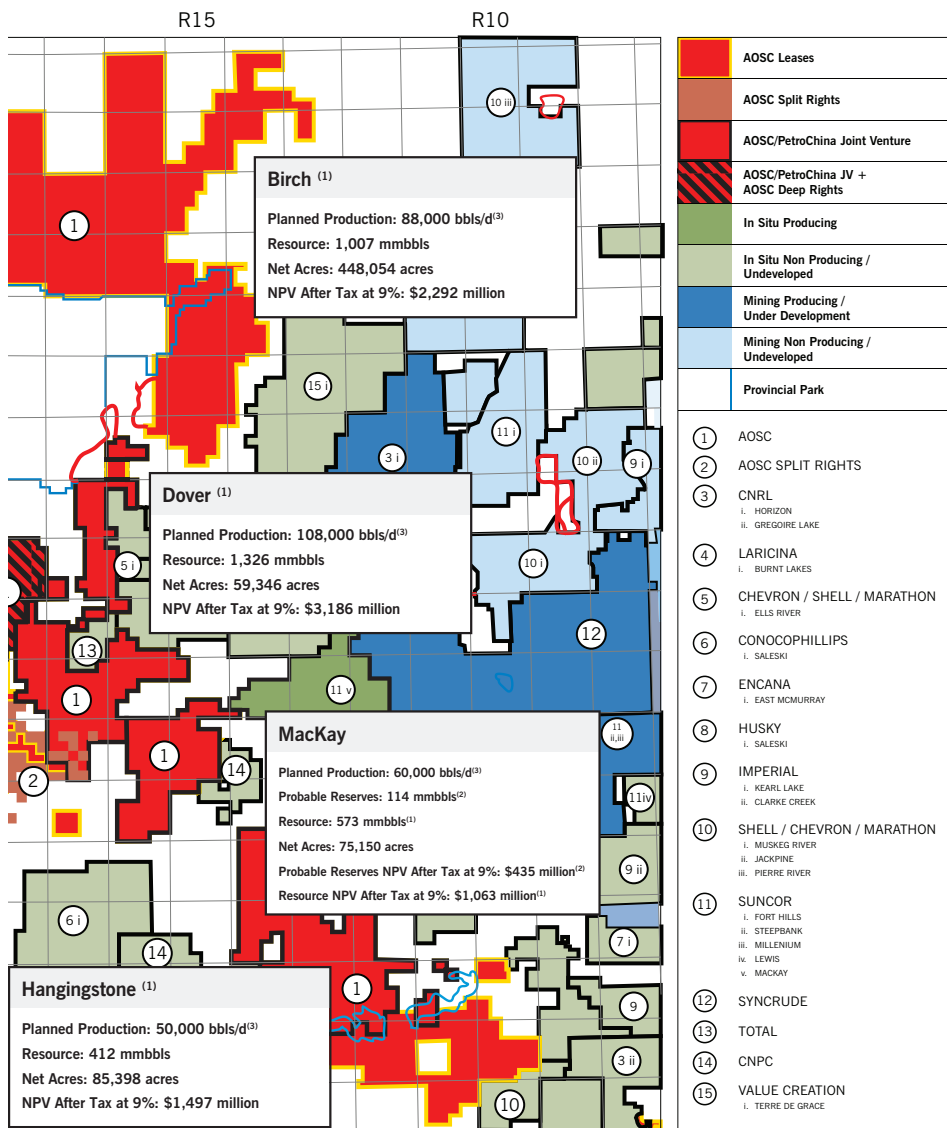 R15
R10
10 iii
1
Birch (1)
Planned Production: 88,000 bbls/d(3)
Resource: 1,007 mmbbls
Net Acres: 448,054 acres
NPV After Tax at 9%: $2,292 million
15 i
3 i
11 i
10 ii
9 i
Dover (1)
Planned Production: 108,000 bbls/d(3)
Resource: 1,326 mmbbls
Net Acres: 59,346 acres
NPV After Tax at 9%: $3,186 million
5 i
10 i
12
13
1
11 v
1
14
2
MacKay
Planned Production: 60,000 bbls/d(3)
Probable Reserves: 114 mmbbls(2)
Resource: 573 mmbbls(1)
Net Acres: 75,150 acres
Probable Reserves NPV After Tax at 9%: $435 million(2)
Resource NPV After Tax at 9%: $1,063 million(1)
11
ii,iii
11iv
9 ii
6 i
14
7 i
1
9
3 ii
10
Hangingstone (1)
Planned Production: 50,000 bbls/d(3)
Resource: 412 mmbbls
Net Acres: 85,398 acres
NPV After Tax at 9%: $1,497 million
AOSC Leases
AOSC Split Rights
AOSC/PetroChina Joint Venture
AOSC/PetroChina JV +
AOSC Deep Rights
In Situ Producing
In Situ Non Producing /
Undeveloped
Mining Producing /
Under Development
Mining Non Producing /
Undeveloped
Provincial Park
1 AOSC
2 AOSC SPLIT RIGHTS
3 CNRL
i. HORIZON
ii. GREGOIRE LAKE
4 LARICINA
i. BURNT LAKES
5 CHEVRON / SHELL / MARATHON
i. ELLS RIVER
6 CONOCOPHILLIPS
i. SALESKI
7 ENCANA
i. EAST MCMURRAY
8 HUSKY
i. SALESKI
9 IMPERIAL
i. KEARL LAKE
ii. CLARKE CREEK
10 SHELL / CHEVRON / MARATHON
i. MUSKEG RIVER
ii. JACKPINE
iii. PIERRE RIVER
11 SUNCOR
i. FORT HILLS
ii. STEEPBANK
iii. MILLENIUM
iv. LEWIS
v. MACKAY
12 SYNCRUDE
13 TOTAL
14 CNPC
15 VALUE CREATION
i. TERRE DE GRACE